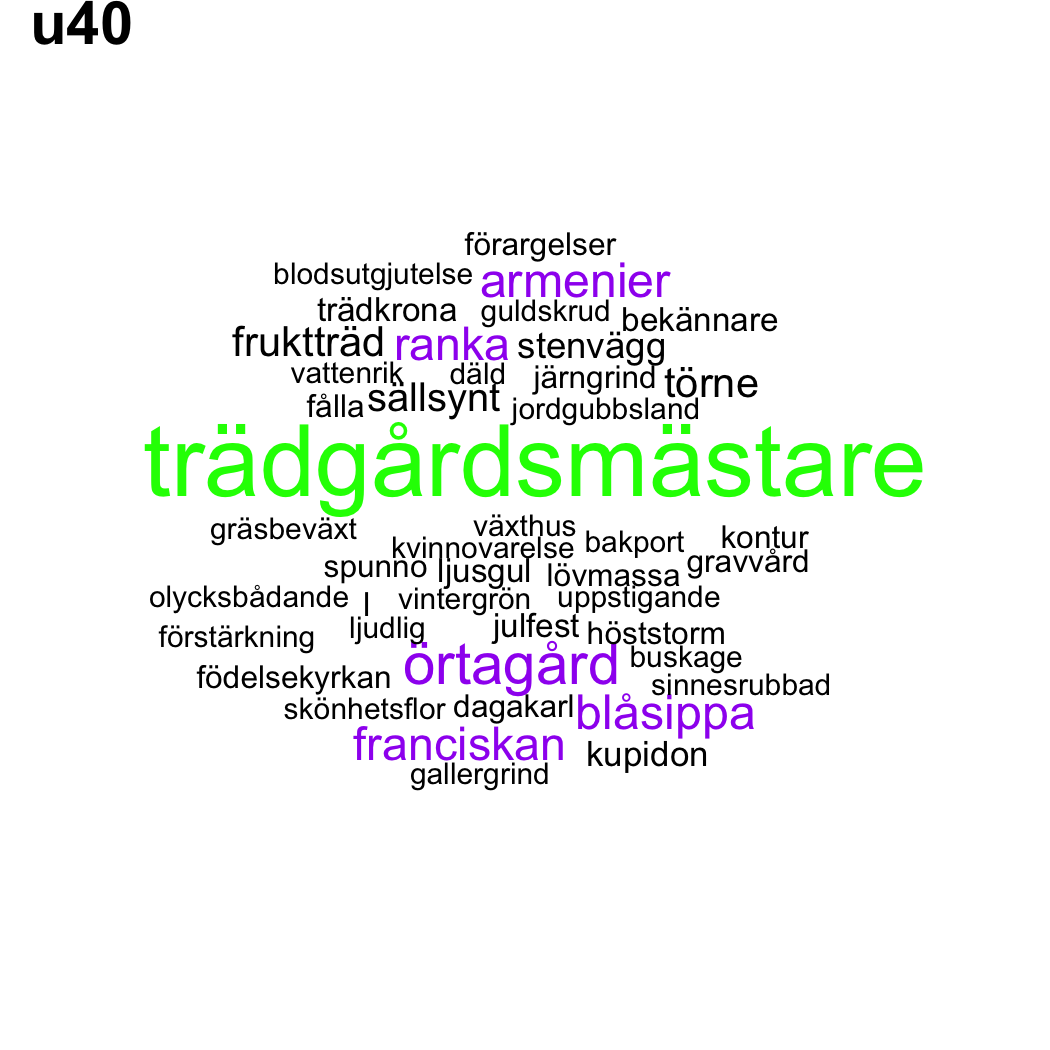 u40
förargelser
blodsutgjutelse armenier
trädkrona guldskrud bekännare
fruktträd ranka stenvägg
vattenrik däld järngrind törne
fålla sällsynt jordgubbsland
trädgårdsmästare
gräsbeväxt växthus bakport kontur
kvinnovarelse gravvård
spunno ljusgul lövmassa
olycksbådande l vintergrön uppstigande
förstärkning ljudlig julfest höststorm
födelsekyrkan örtagård buskage
sinnesrubbad
skönhetsflor dagakarl blåsippa
franciskan kupidon
gallergrind